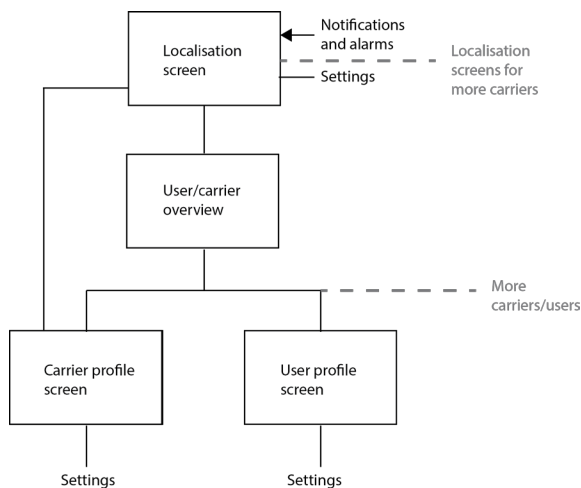 Localisation
screen
Notifications
and alarms
Settings
Localisation
screens for
more carriers
User/carrier
overview
More
carriers/users
Carrier profile
screen
User profile
screen
Settings
Settings